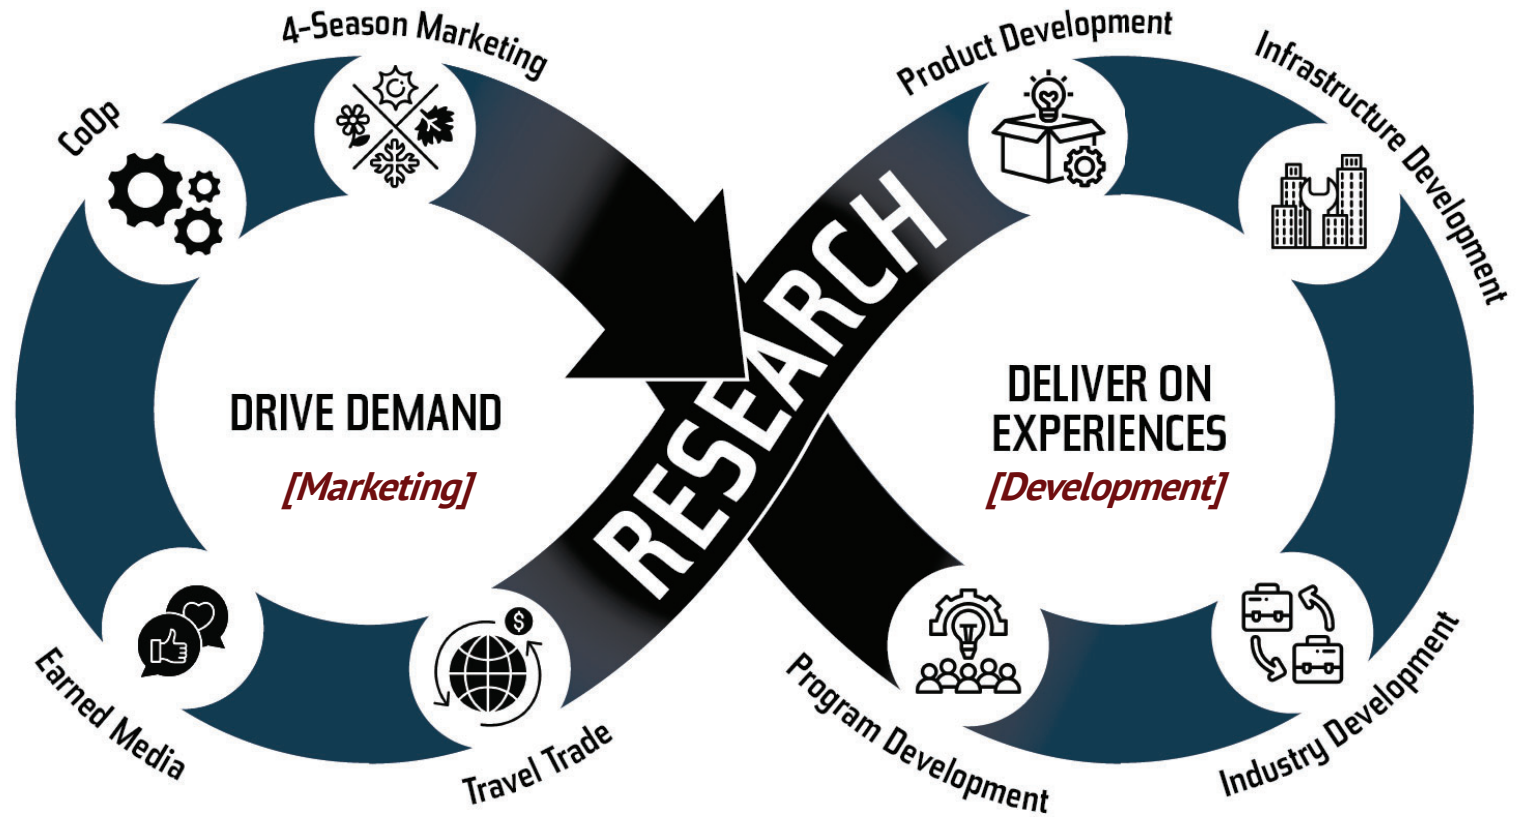 4-Season Marketing
CoOp
DRIVE DEMAND
[Marketing]
Earned Media
Travel Trade
$
RESEARCH
Product Development
Infrastructure Development
DELIVER ON
EXPERIENCES
[Development]
Program Development
Industry Development